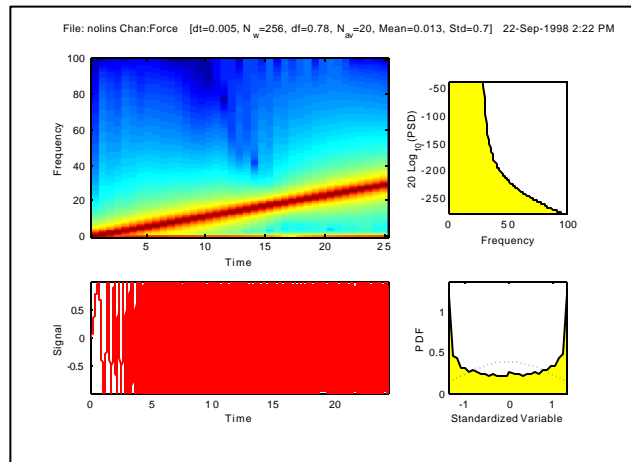 File: nolins Chan:Force [dt=0.005, N_w=256, df=0.78, N_av=20, Mean=0.013, Std=0.7] 22-Sep-1998 2:22 PM
100
80
60
40
20
0
Frequency
5 10 15 20 25
Time
-50
-100
-150
-200
-250
20 Log_10(PSD)
0 50 100
Frequency
0.5
0
-0.5
Signal
0 5 10 15 20
Time
1
0.5
0
PDF
-1 0 1
Standardized Variable